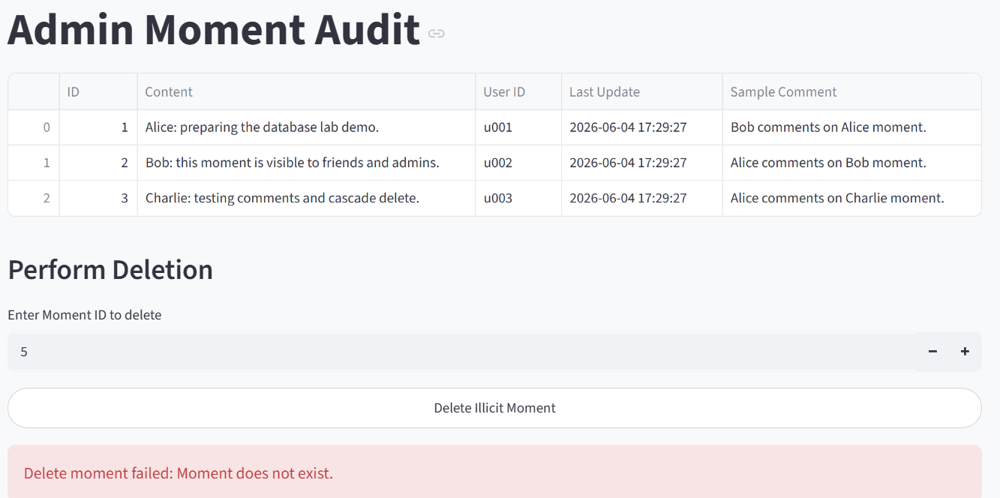 Admin Moment Audit
ID Content User ID Last Update Sample Comment
0 1 Alice: preparing the database lab demo. u001 2026-06-04 17:29:27 Bob comments on Alice moment.
1 2 Bob: this moment is visible to friends and admins. u002 2026-06-04 17:29:27 Alice comments on Bob moment.
2 3 Charlie: testing comments and cascade delete. u003 2026-06-04 17:29:27 Alice comments on Charlie moment.
Perform Deletion
Enter Moment ID to delete
5 − +
Delete Illicit Moment
Delete moment failed: Moment does not exist.